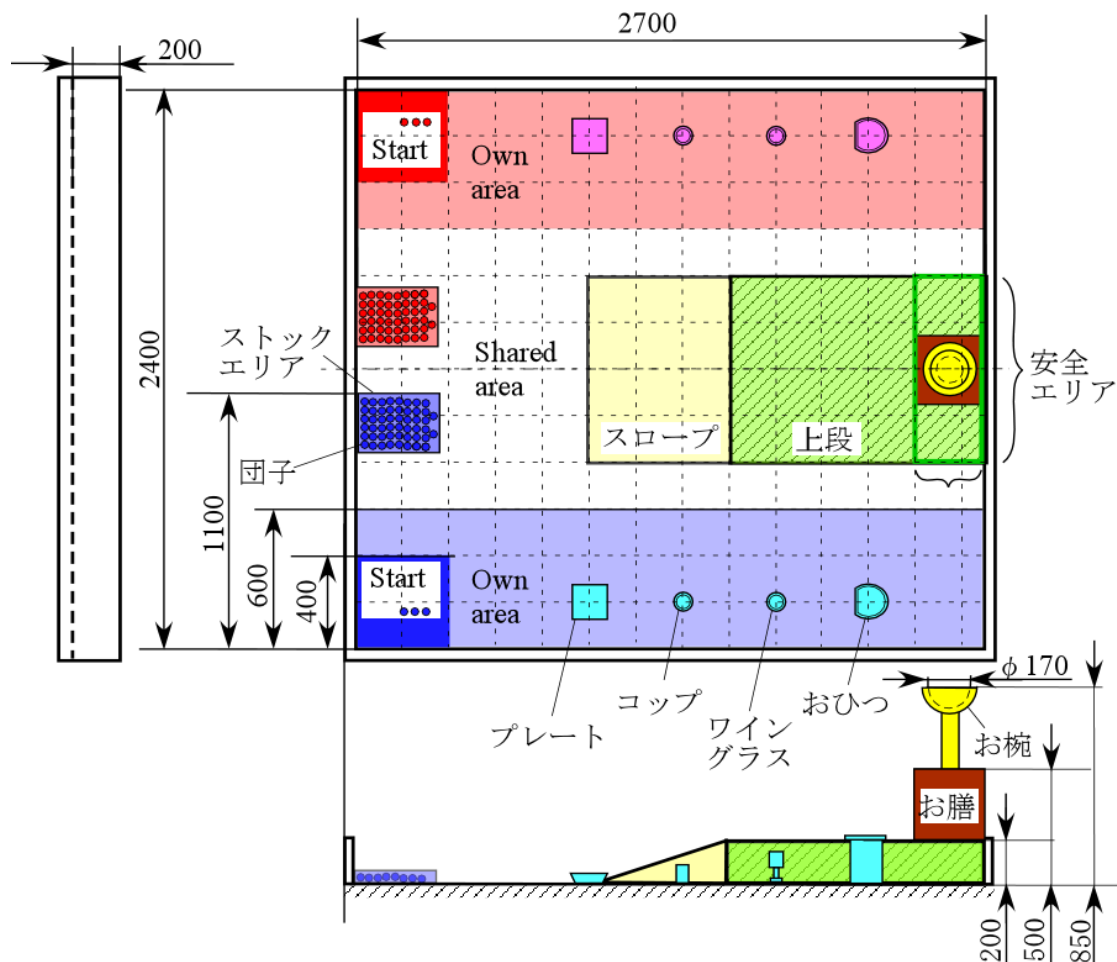 2700
200
Start
Own
area
ストック
エリア
Shared
area
安全
エリア
スロープ
上段
団子
2400
1100
600
400
Start
Own
area
プレート
コップ
ワイン
グラス
おひつ
φ170
お椀
お膳
200
500
850